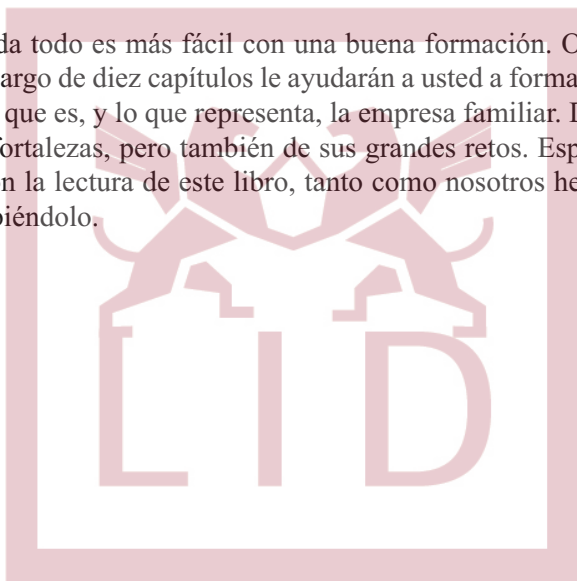 da todo es más fácil con una buena formación.
argo de diez capítulos le ayudarán a usted a forma
que es, y lo que representa, la empresa familiar.
fortalezas, pero también de sus grandes retos. Esp
on la lectura de este libro, tanto como nosotros he
biéndolo.
LID